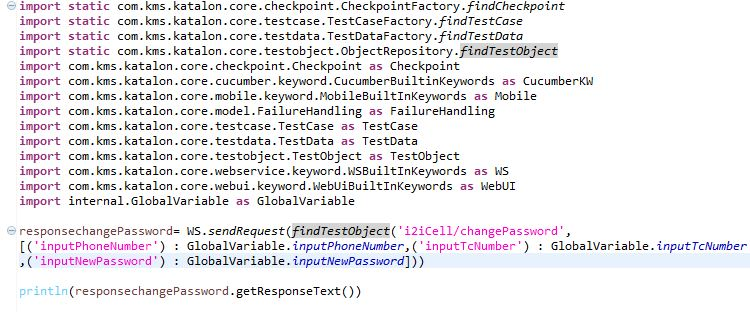 import static com.kms.katalon.core.checkpoint.CheckpointFactory.findCheckpoint
import static com.kms.katalon.core.testcase.TestCaseFactory.findTestCase
import static com.kms.katalon.core.testdata.TestDataFactory.findTestData
import static com.kms.katalon.core.testobject.ObjectRepository.findTestObject
import com.kms.katalon.core.checkpoint.Checkpoint as Checkpoint
import com.kms.katalon.core.cucumber.keyword.CucumberBuiltinKeywords as CucumberKW
import com.kms.katalon.core.mobile.keyword.MobileBuiltInKeywords as Mobile
import com.kms.katalon.core.model.FailureHandling as FailureHandling
import com.kms.katalon.core.testcase.TestCase as TestCase
import com.kms.katalon.core.testdata.TestData as TestData
import com.kms.katalon.core.testobject.TestObject as TestObject
import com.kms.katalon.core.webservice.keyword.WSBuiltInKeywords as WS
import com.kms.katalon.core.webui.keyword.WebUiBuiltInKeywords as WebUI
import internal.GlobalVariable as GlobalVariable
responsechangePassword= WS.sendRequest(findTestObject('i2iCell/changePassword',
[('inputPhoneNumber') : GlobalVariable.inputPhoneNumber,('inputTcNumber') : GlobalVariable.inputTcNumber
,('inputNewPassword') : GlobalVariable.inputNewPassword]))
println(responsechangePassword.getResponseText())